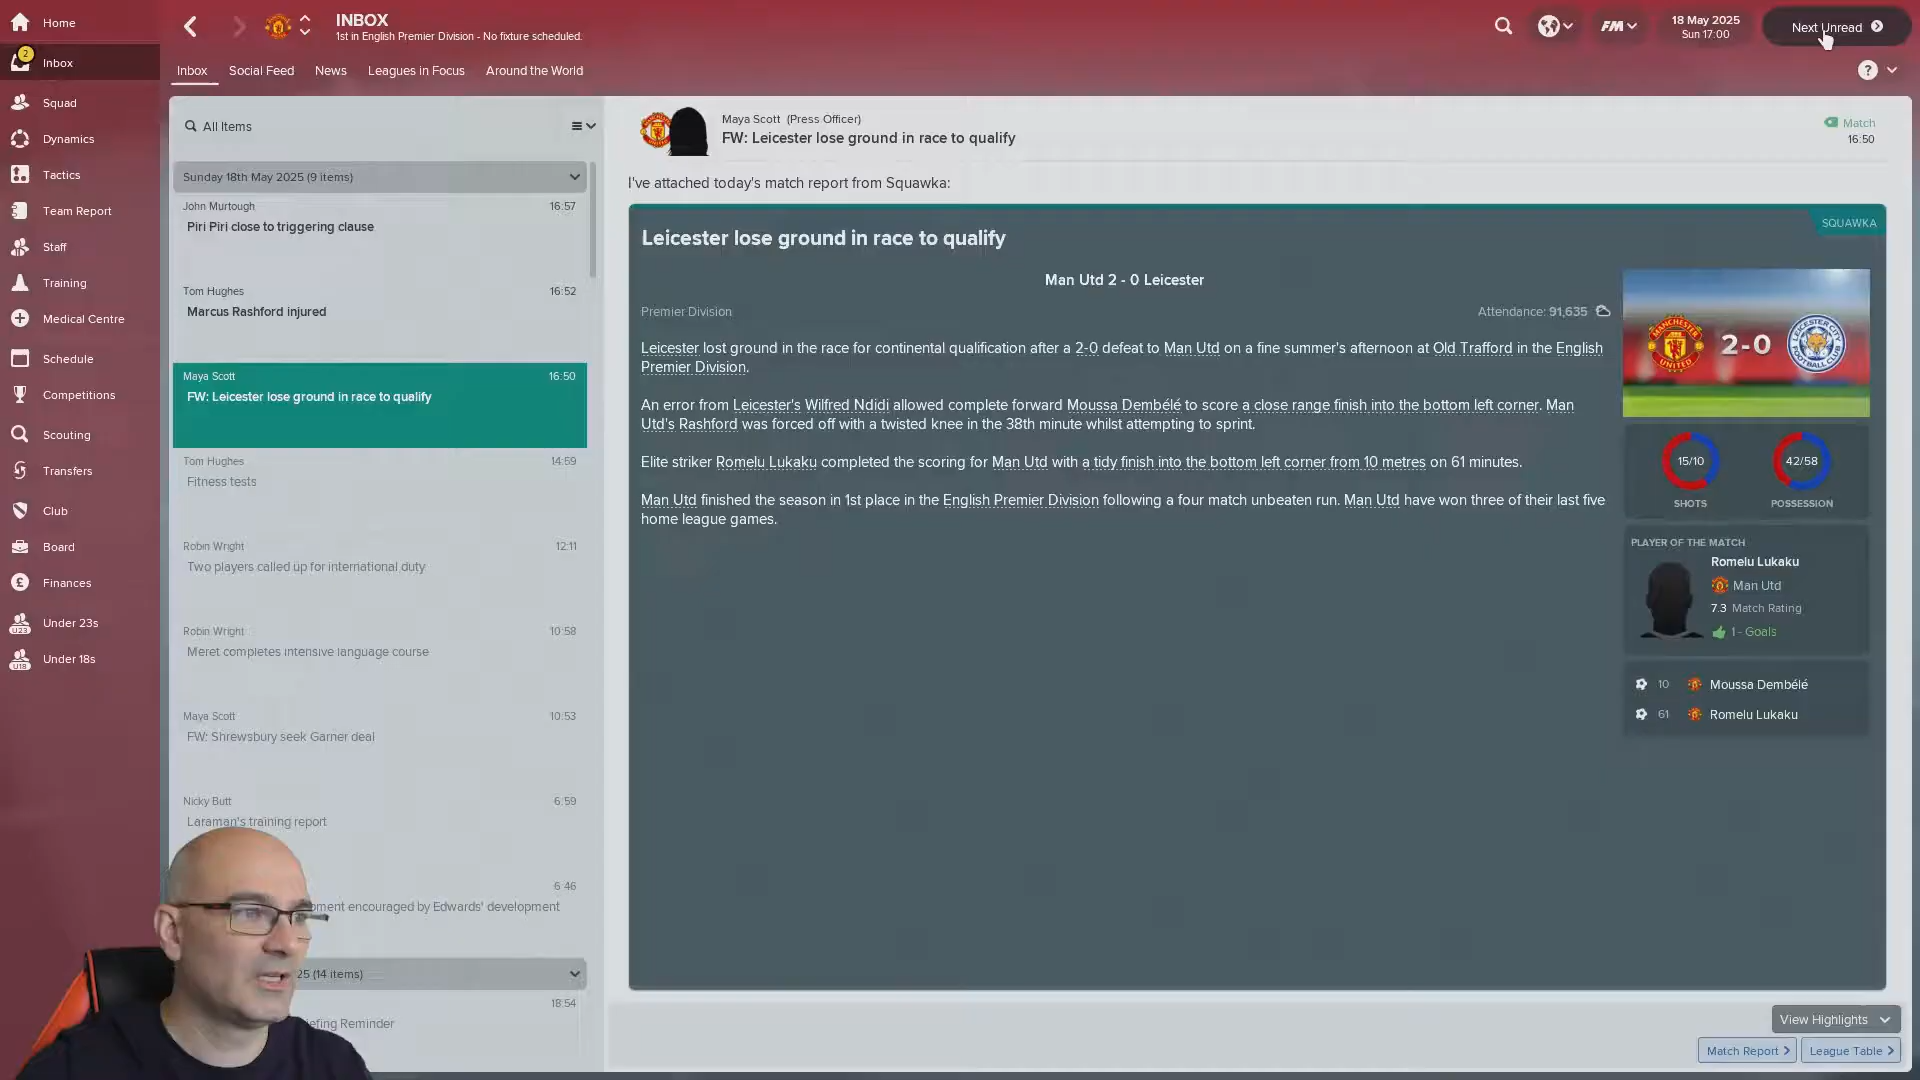 Home
INBOX
1st in English Premier Division - No fixture scheduled.
FM
18 May 2025
Sun 17:00
Next Unread
2
Inbox
Squad
Dynamics
Tactics
Team Report
Staff
Training
Medical Centre
Schedule
Competitions
Scouting
Transfers
Club
Board
Finances
U23
Under 23s
U18
Under 18s
Inbox Social Feed News Leagues in Focus Around the World
?
All Items
Sunday 18th May 2025 (9 items)
John Murtough 16:57
Piri Piri close to triggering clause
Tom Hughes 16:52
Marcus Rashford injured
Maya Scott 16:50
FW: Leicester lose ground in race to qualify
Tom Hughes 14:59
Fitness tests
Robin Wright 12:11
Two players called up for international duty
Robin Wright 10:58
Meret completes intensive language course
Maya Scott 10:53
FW: Shrewsbury seek Garner deal
Nicky Butt 6:59
Laraman's training report
6:46
encouraged by Edwards' development
25 (14 items)
18:54
Reminder
Maya Scott (Press Officer)
FW: Leicester lose ground in race to qualify
Match
16:50
I've attached today's match report from Squawka:
SQUAWKA
Leicester lose ground in race to qualify
Man Utd 2 - 0 Leicester
Premier Division Attendance: 91,635
Leicester lost ground in the race for continental qualification after a 2-0 defeat to Man Utd on a fine summer's afternoon at Old Trafford in the English
Premier Division.
An error from Leicester's Wilfred Ndidi allowed complete forward Moussa Dembélé to score a close range finish into the bottom left corner. Man
Utd's Rashford was forced off with a twisted knee in the 38th minute whilst attempting to sprint.
Elite striker Romelu Lukaku completed the scoring for Man Utd with a tidy finish into the bottom left corner from 10 metres on 61 minutes.
Man Utd finished the season in 1st place in the English Premier Division following a four match unbeaten run. Man Utd have won three of their last five
home league games.
MANCHESTER
UNITED
2-0
LEICESTER CITY
FOOTBALL CLUB
15/10
SHOTS
42/58
POSSESSION
PLAYER OF THE MATCH
Romelu Lukaku
Man Utd
7.3 Match Rating
1 - Goals
10 Moussa Dembélé
61 Romelu Lukaku
View Highlights
Match Report
League Table